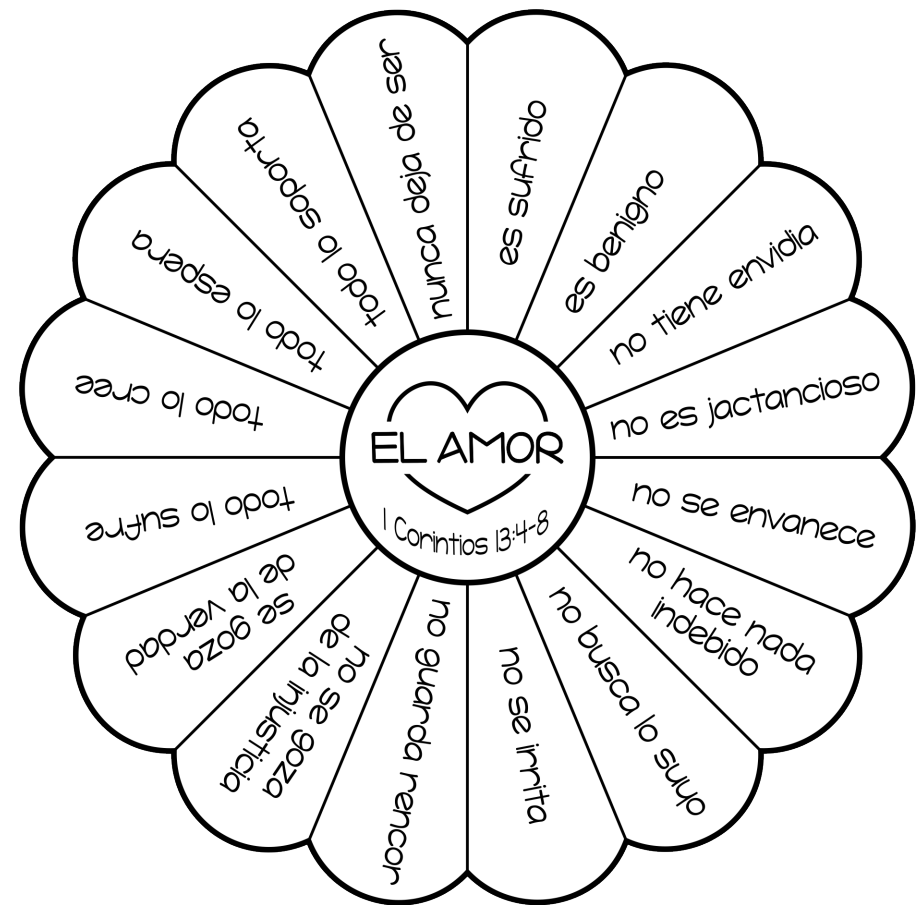 EL AMOR
1 Corintios 13:4-8
es sufrido
es benigno
no tiene envidia
no es jactancioso
no se envanece
no hace nada
indebido
no busca lo suyo
no se irrita
no guarda rencor
no se goza
de la injusticia
se goza
de la verdad
todo lo sufre
todo lo cree
todo lo espera
todo lo soporta
nunca deja de ser